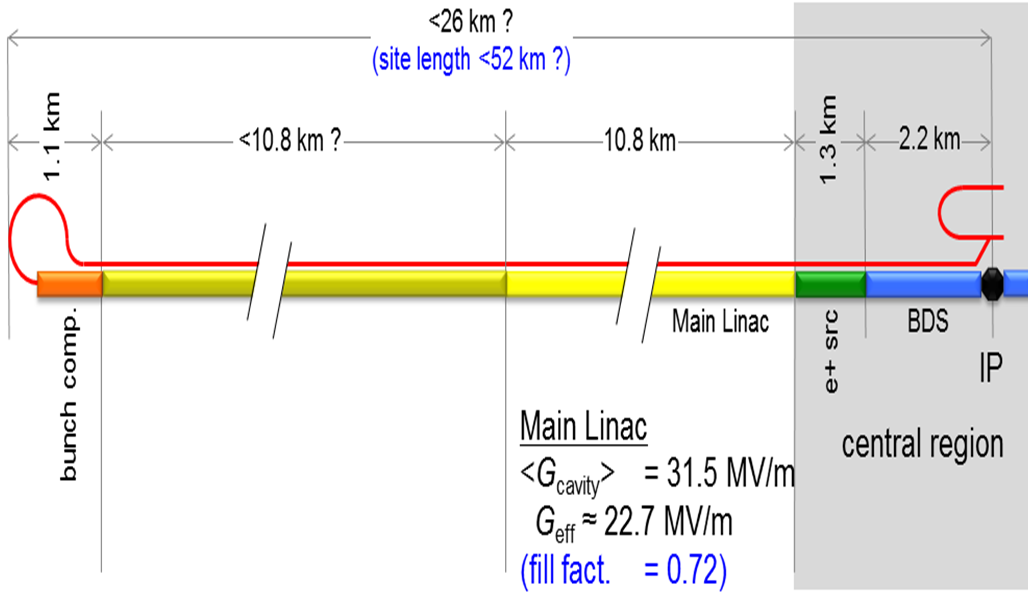 <26 km ?
(site length <52 km ?)
1.1 km
<10.8 km ?
10.8 km
1.3 km
2.2 km
Main Linac
BDS
bunch comp.
e+ src
IP
central region
Main Linac
<Gcavity> = 31.5 MV/m
Geff ≈ 22.7 MV/m
(fill fact. = 0.72)